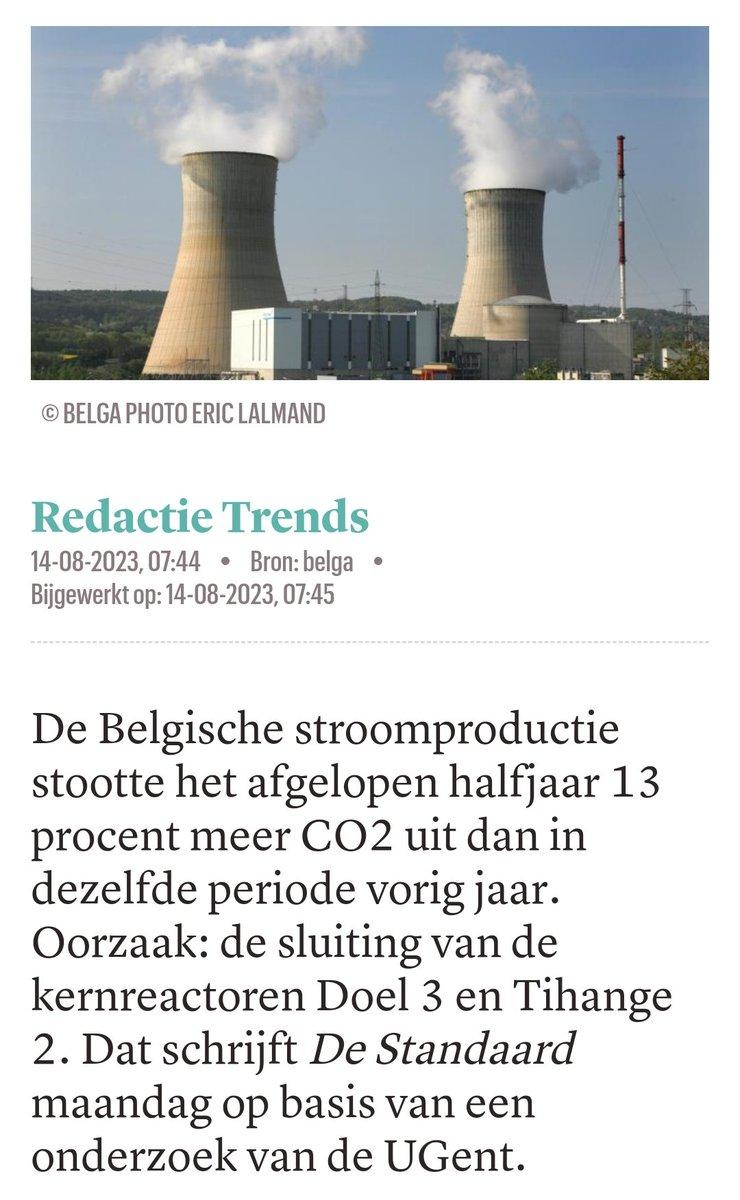 © BELGA PHOTO ERIC LALMAND
Redactie Trends
14-08-2023, 07:44 • Bron: belga •
Bijgewerkt op: 14-08-2023, 07:45
De Belgische stroomproductie
stootte het afgelopen halfjaar 13
procent meer CO2 uit dan in
dezelfde periode vorig jaar.
Oorzaak: de sluiting van de
kernreactoren Doel 3 en Tihange
2. Dat schrijft De Standaard
maandag op basis van een
onderzoek van de UGent.